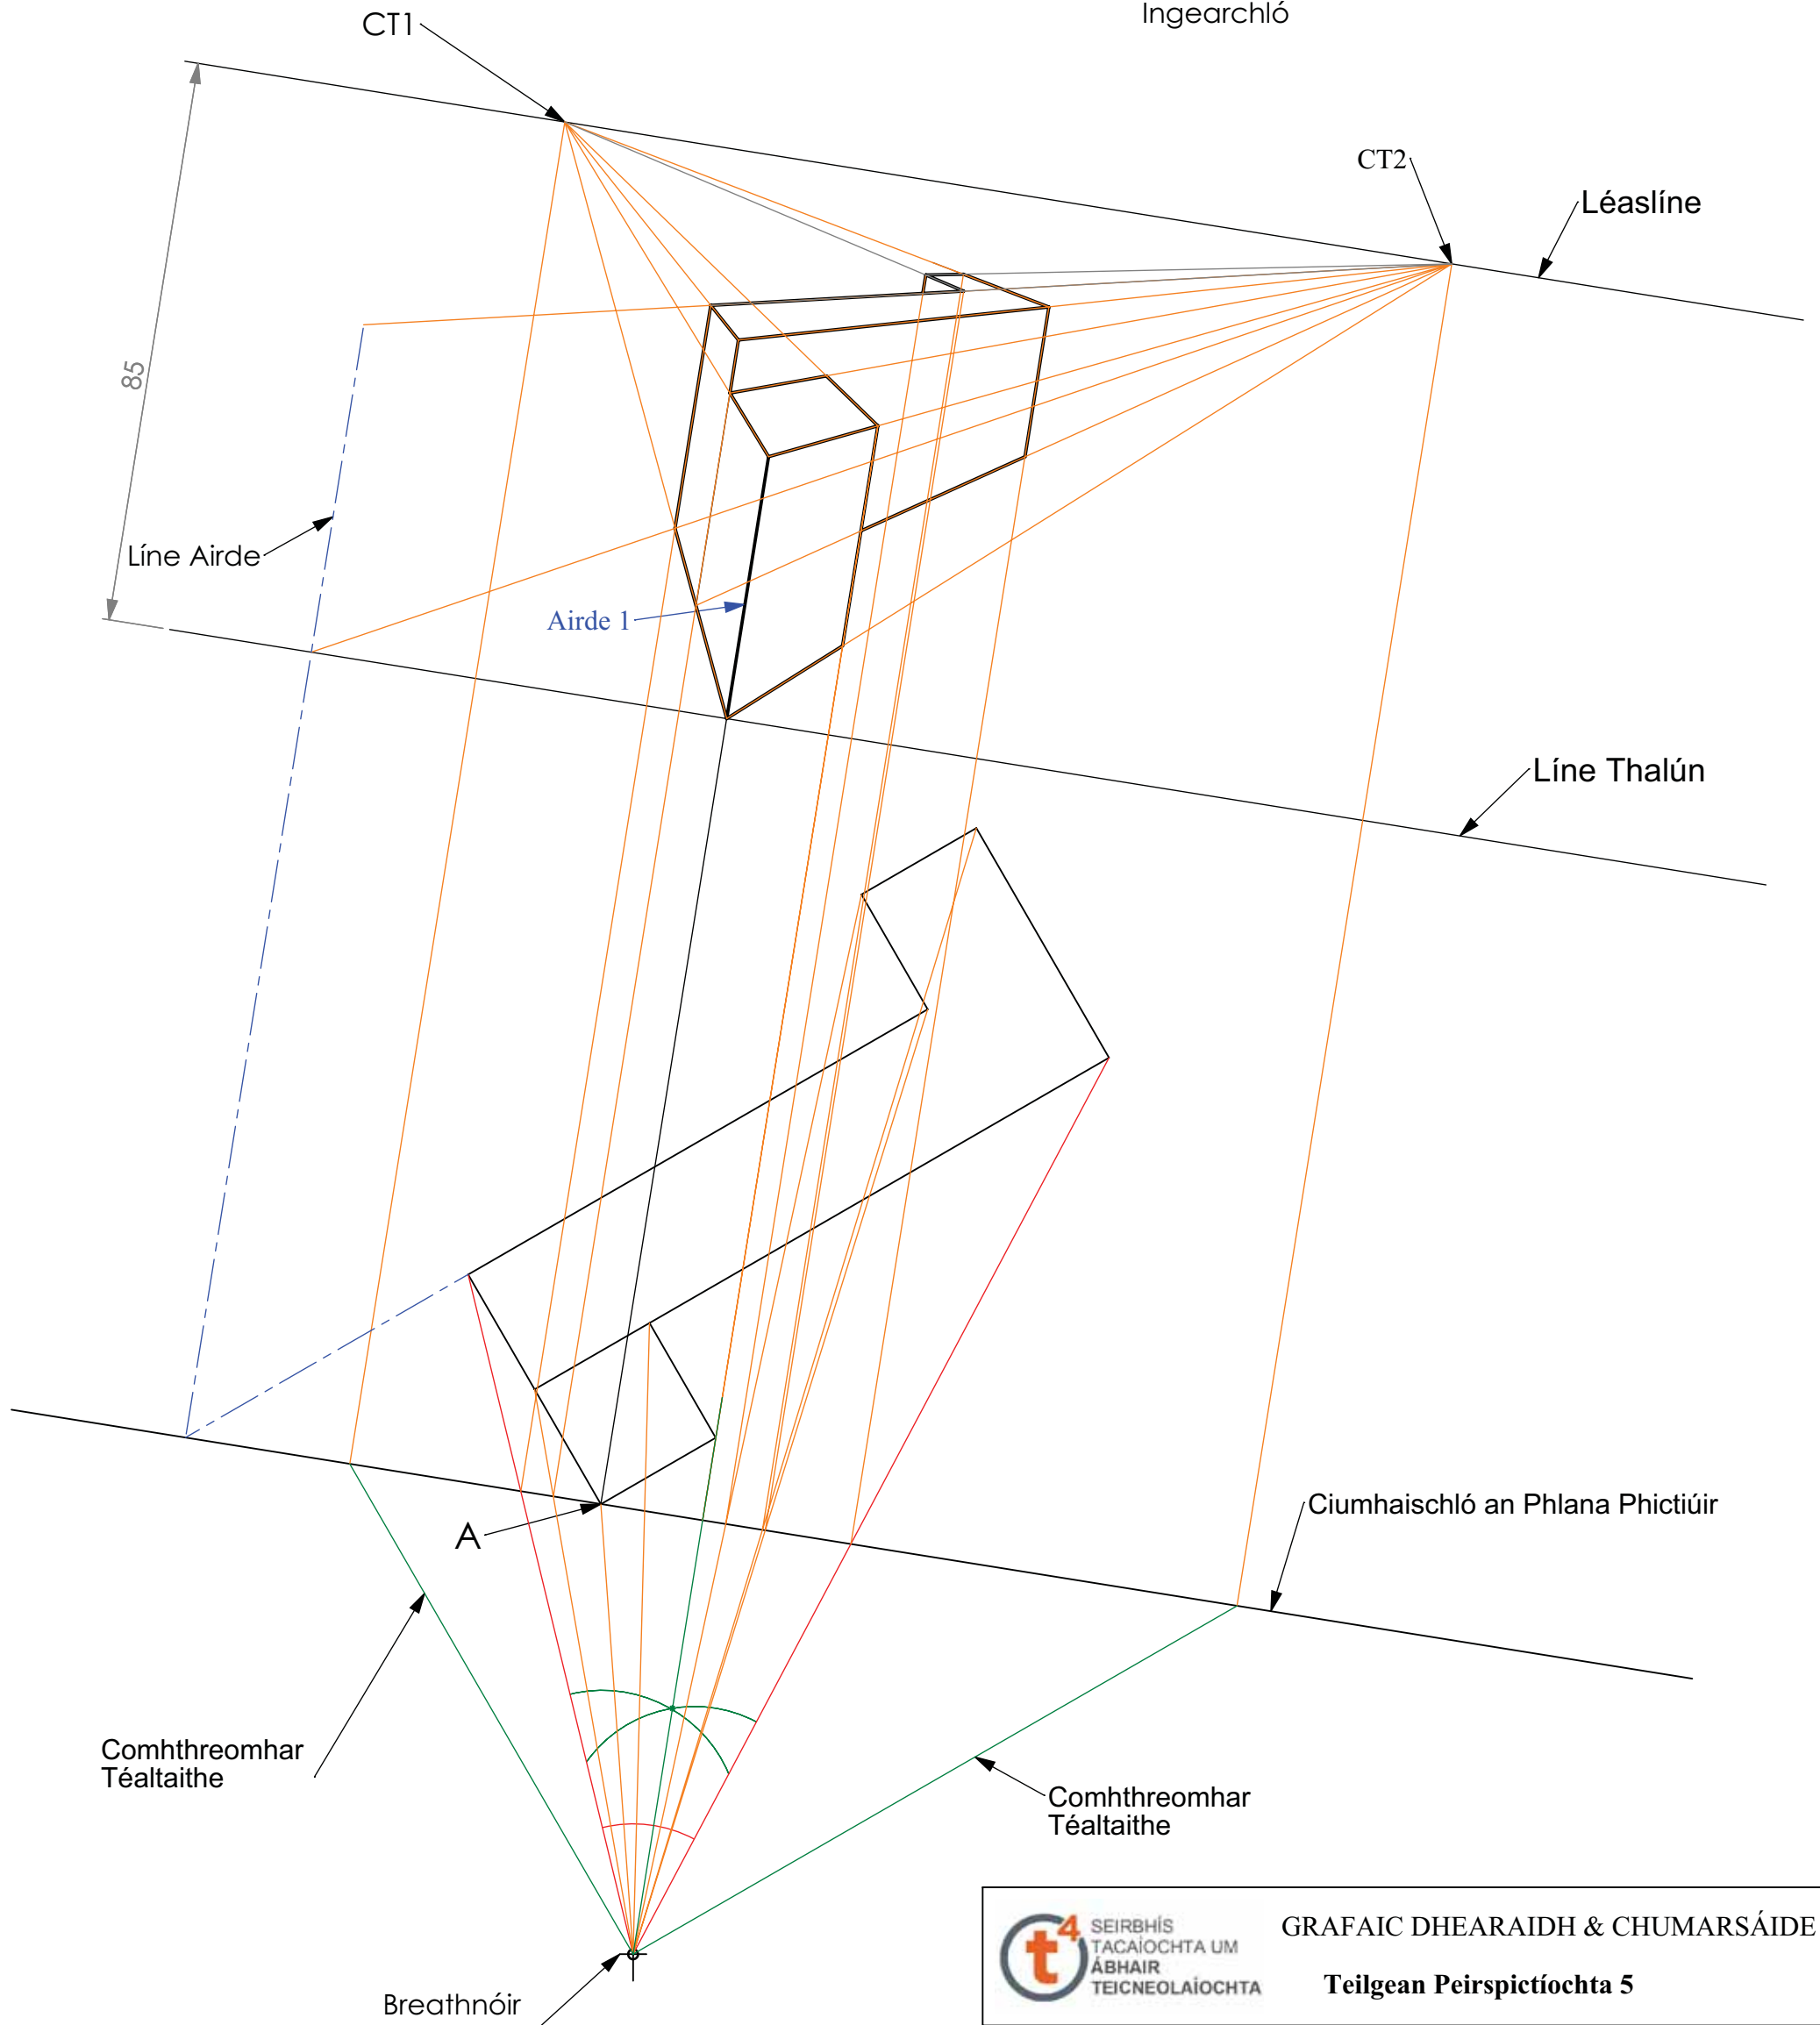 Ingearchló
CT1
CT2
Léaslíne
85
Líne Airde
Airde 1
Líne Thalún
Ciumhaischló an Phlana Phictiúir
A
Comhthreomhar
Téaltaithe
Comhthreomhar
Téaltaithe
Breathnóir
t4
SEIRBHÍS
TACAÍOCHTA UM
ÁBHAIR
TEICNEOLAÍOCHTA
GRAFAIC DHEARAIDH & CHUMARSÁIDE
Teilgean Peirspictíochta 5